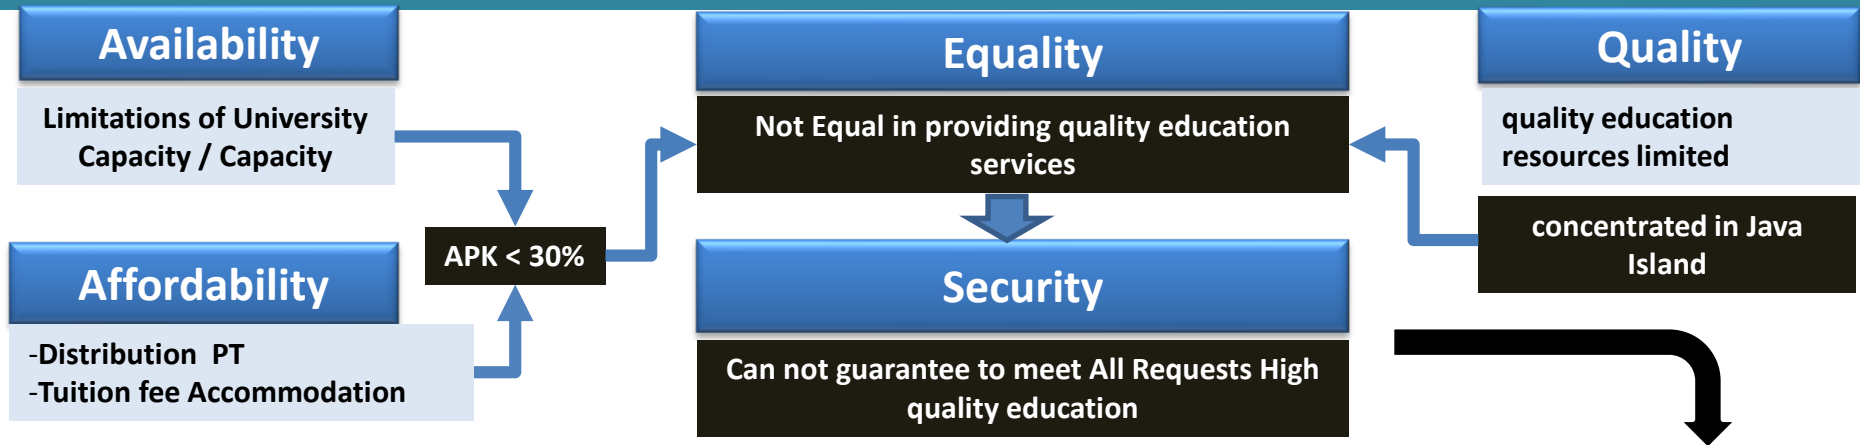 Availability
Limitations of University
Capacity / Capacity
Affordability
-Distribution  PT
-Tuition fee Accommodation
APK < 30%
Equality
Not Equal in providing quality education
services
Security
Can not guarantee to meet All Requests High
quality education
Quality
quality education
resources limited
concentrated in Java
Island